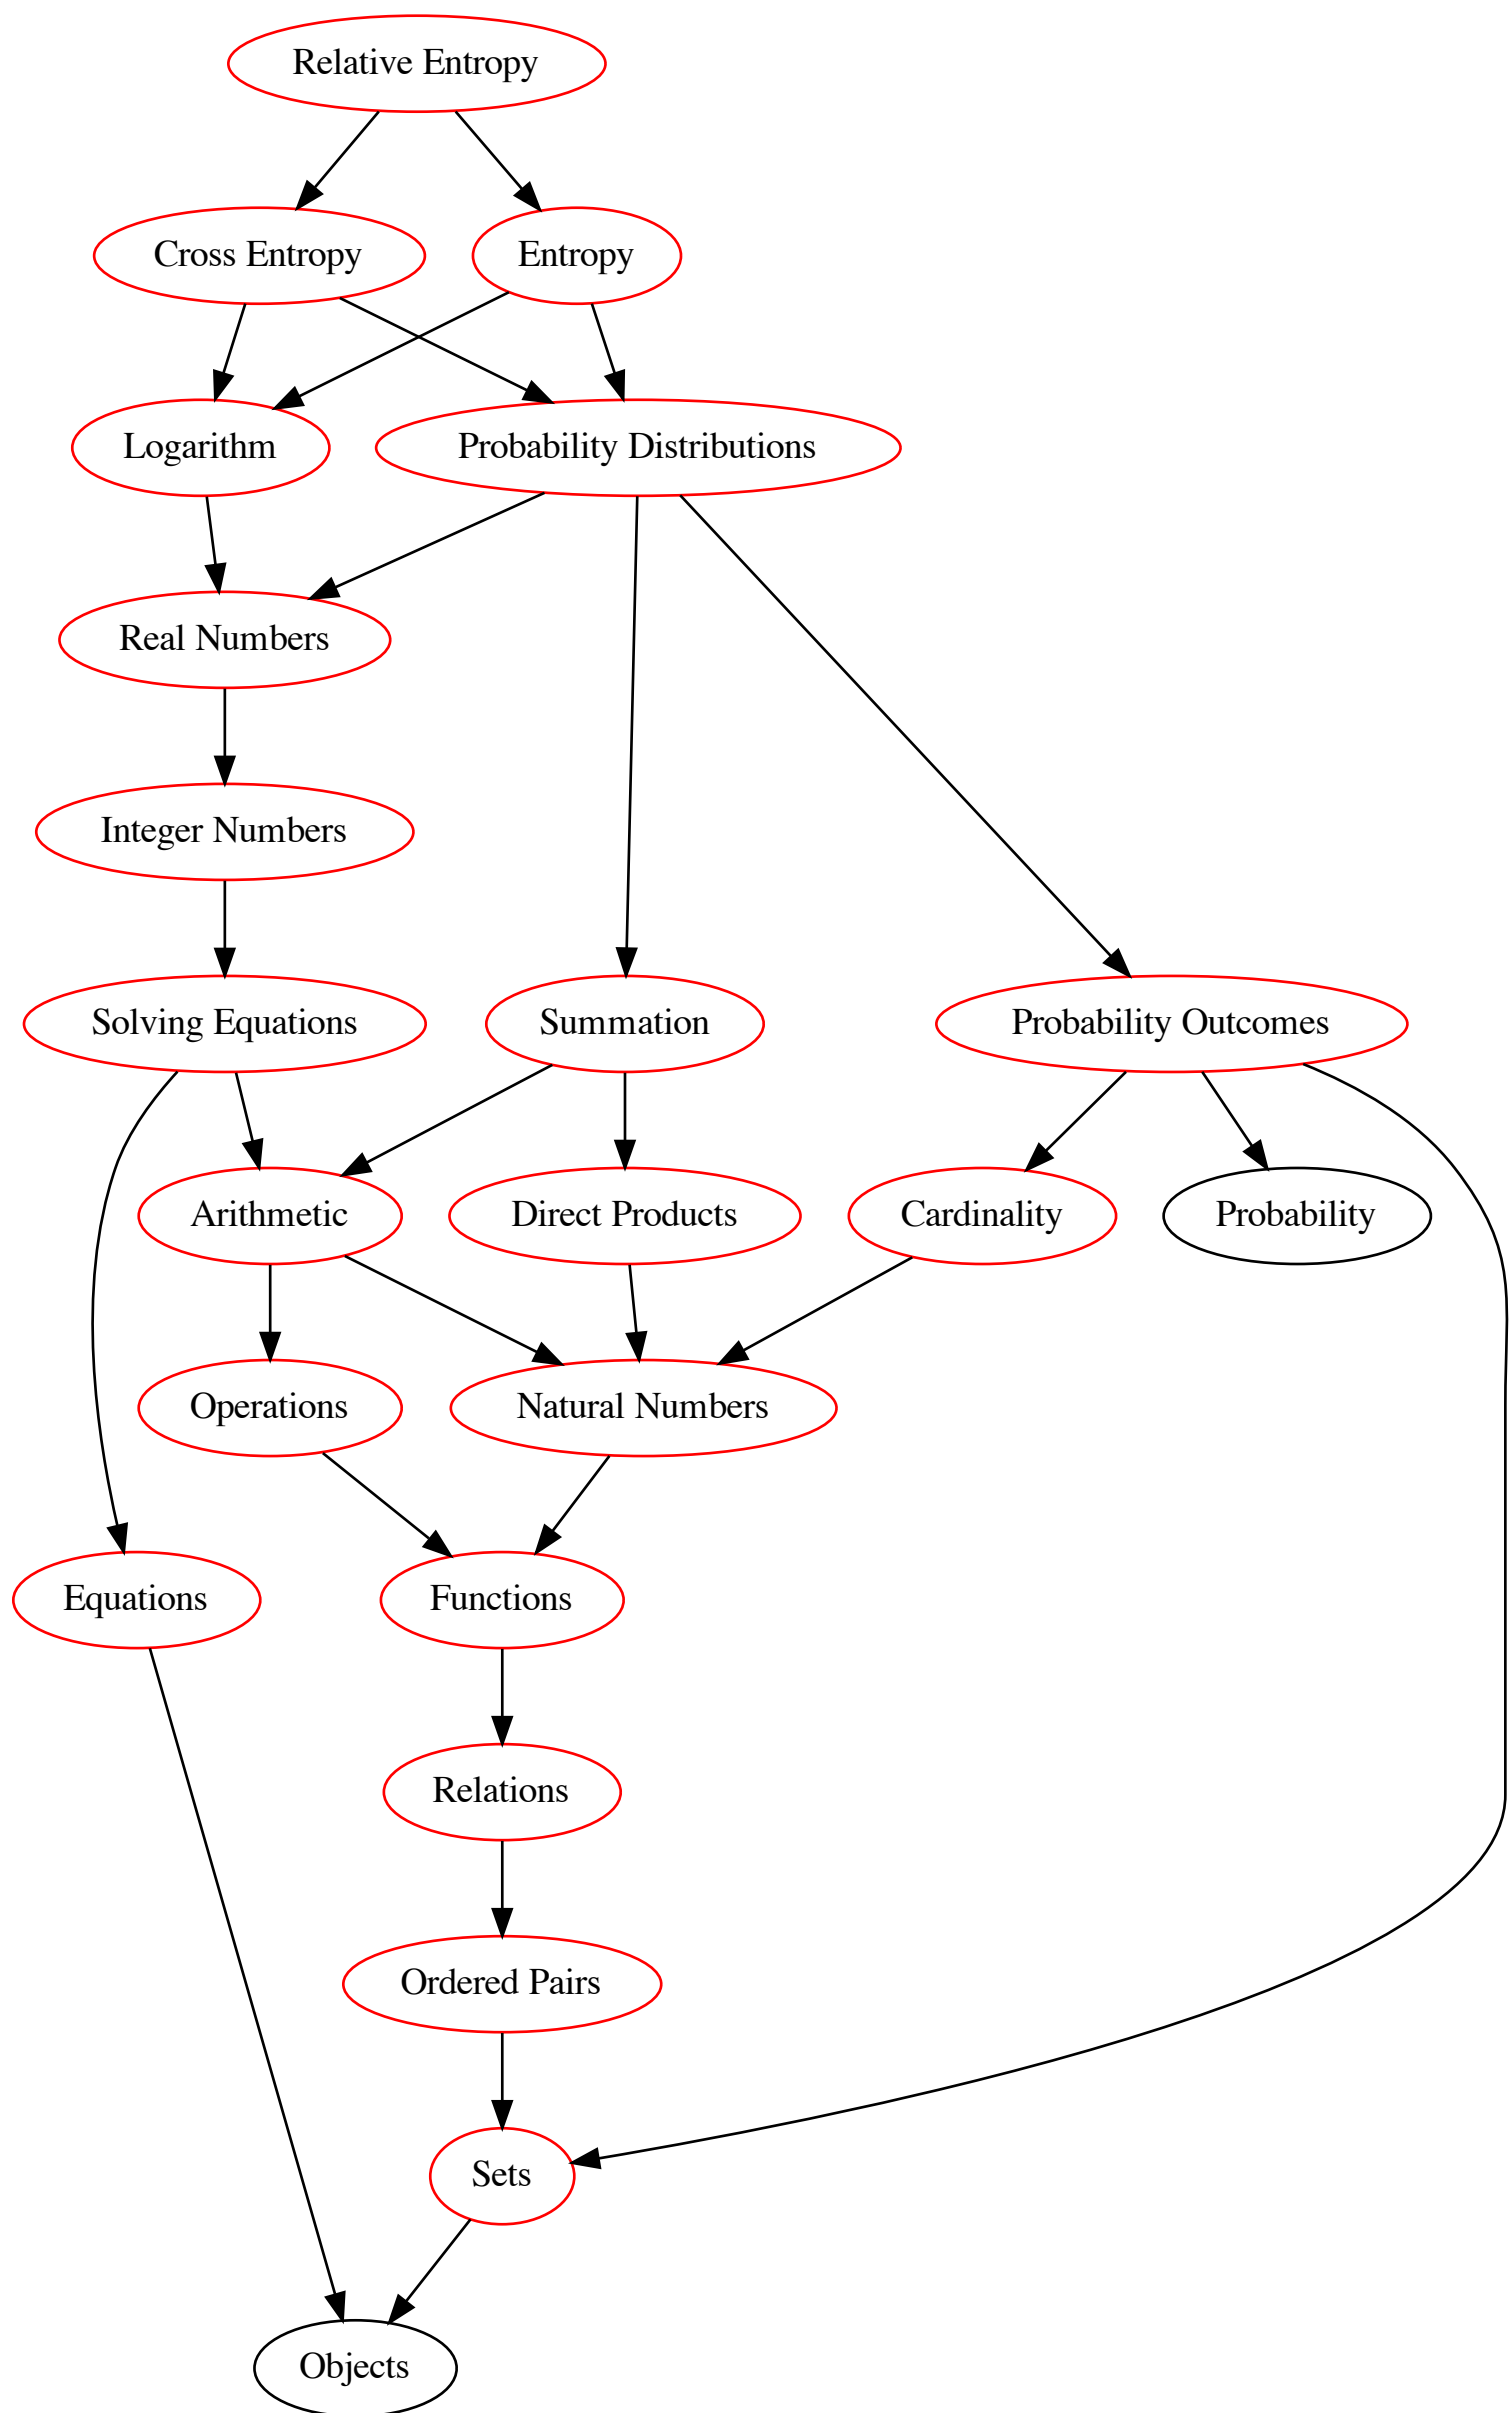 Relative Entropy
Cross Entropy
Entropy
Logarithm
Probability Distributions
Real Numbers
Integer Numbers
Solving Equations
Summation
Probability Outcomes
Arithmetic
Direct Products
Cardinality
Probability
Operations
Natural Numbers
Equations
Functions
Relations
Ordered Pairs
Sets
Objects